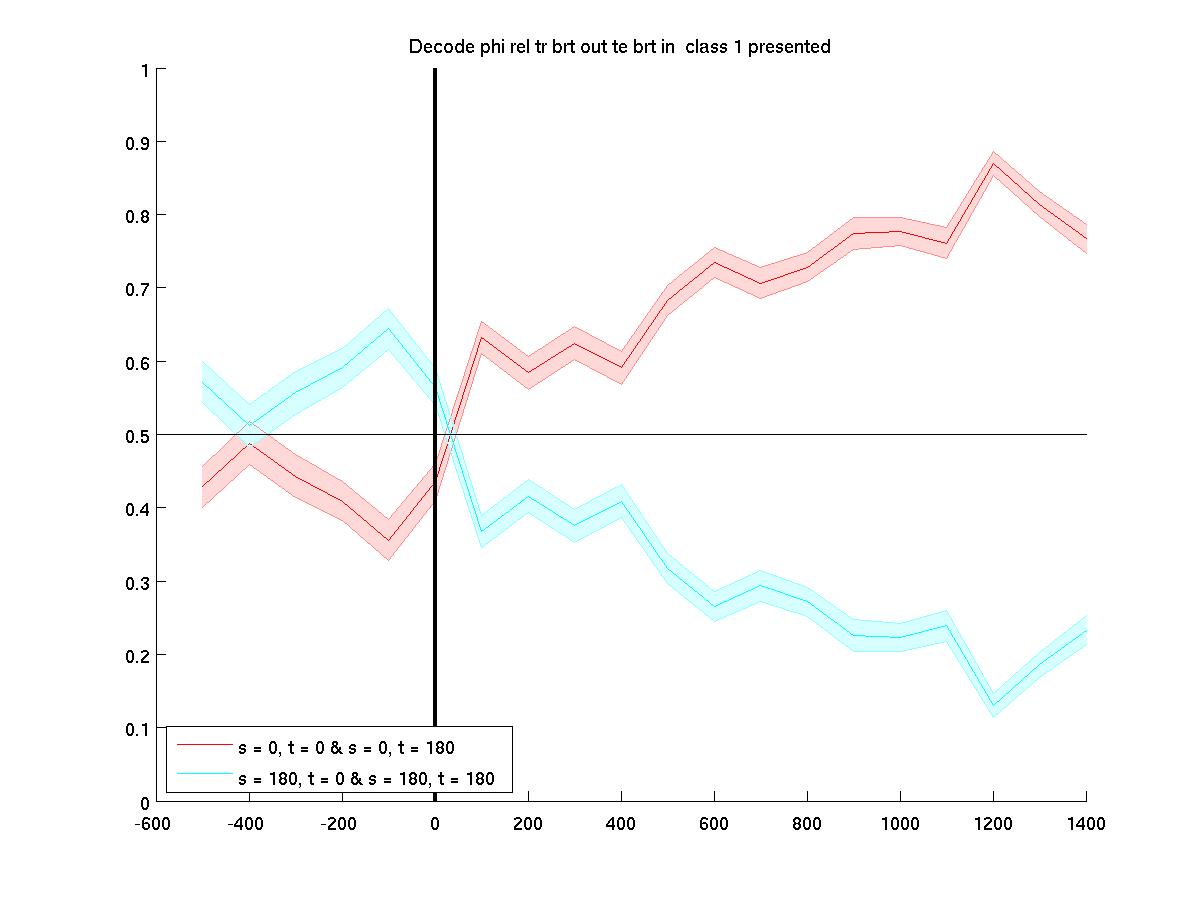 Decode phi rel tr brt out te brt in  class 1 presented
1
0.9
0.8
0.7
0.6
0.5
0.4
0.3
0.2
0.1
0
s = 0, t = 0 & s = 0, t = 180
s = 180, t = 0 & s = 180, t = 180
-600 -400 -200 0 200 400 600 800 1000 1200 1400